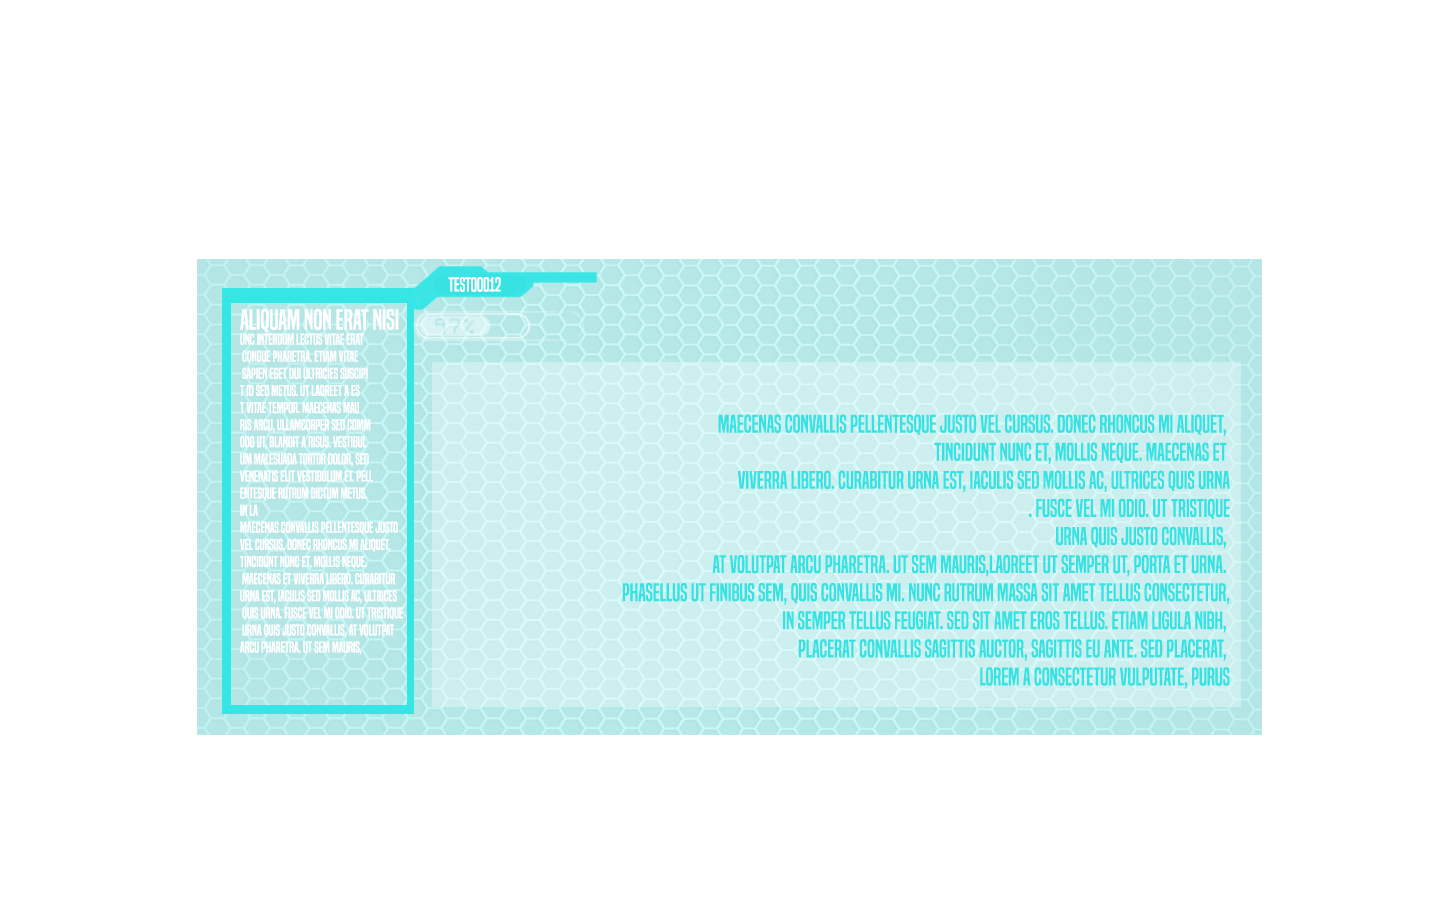 TEST0012
97%
ALIQUAM NON ERAT NISI
UNC INTERDUM LECTUS VITAE ERAT
CONGUE PHARETRA. ETIAM VITAE
SAPIEN EGET DUI ULTRICIES SUSCIPI
T ID SED METUS. UT LAOREET A ES
T VITAE TEMPOR. MAECENAS MAU
RIS ARCU, ULLAMCORPER SED COMM
ODO UT, BLANDIT A RISUS. VESTIBUL
UM MALESUADA TORTOR DOLOR, SED
VENENATIS ELIT VESTIBULUM ET. PELL
ENTESQUE RUTRUM DICTUM METUS,
IN LA
MAECENAS CONVALLIS PELLENTESQUE JUSTO
VEL CURSUS. DONEC RHONCUS MI ALIQUET,
TINCIDUNT NUNC ET, MOLLIS NEQUE.
MAECENAS ET VIVERRA LIBERO. CURABITUR
URNA EST, IACULIS SED MOLLIS AC, ULTRICES
QUIS URNA. FUSCE VEL MI ODIO. UT TRISTIQUE
URNA QUIS JUSTO CONVALLIS, AT VOLUTPAT
ARCU PHARETRA. UT SEM MAURIS,
MAECENAS CONVALLIS PELLENTESQUE JUSTO VEL CURSUS. DONEC RHONCUS MI ALIQUET,
TINCIDUNT NUNC ET, MOLLIS NEQUE. MAECENAS ET
VIVERRA LIBERO. CURABITUR URNA EST, IACULIS SED MOLLIS AC, ULTRICES QUIS URNA
. FUSCE VEL MI ODIO. UT TRISTIQUE
URNA QUIS JUSTO CONVALLIS,
AT VOLUTPAT ARCU PHARETRA. UT SEM MAURIS,LAOREET UT SEMPER UT, PORTA ET URNA.
PHASELLUS UT FINIBUS SEM, QUIS CONVALLIS MI. NUNC RUTRUM MASSA SIT AMET TELLUS CONSECTETUR,
IN SEMPER TELLUS FEUGIAT. SED SIT AMET EROS TELLUS. ETIAM LIGULA NIBH,
PLACERAT CONVALLIS SAGITTIS AUCTOR, SAGITTIS EU ANTE. SED PLACERAT,
LOREM A CONSECTETUR VULPUTATE, PURUS